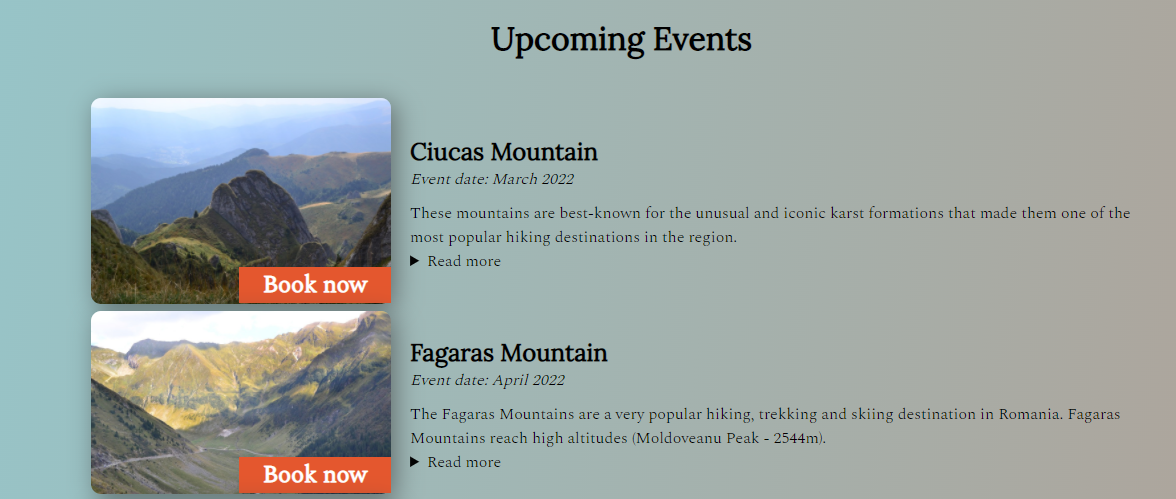 Upcoming Events
Ciucas Mountain
Event date: March 2022
These mountains are best-known for the unusual and iconic karst formations that made them one of the
most popular hiking destinations in the region.
Read more
Book now
Fagaras Mountain
Event date: April 2022
The Fagaras Mountains are a very popular hiking, trekking and skiing destination in Romania. Fagaras
Mountains reach high altitudes (Moldoveanu Peak - 2544m).
Read more
Book now